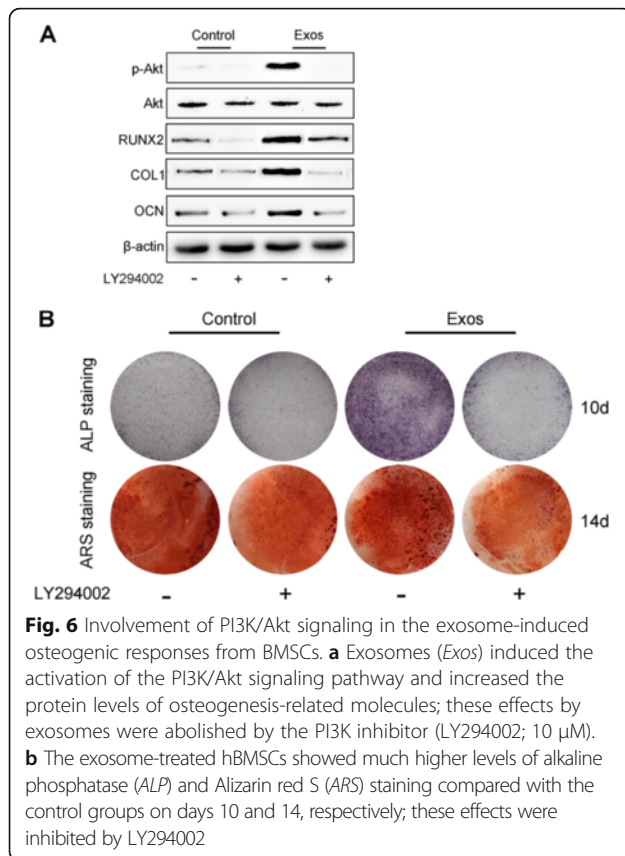 A
Control Exos
p-Akt
Akt
RUNX2
COL1
OCN
β-actin
LY294002 - + - +
B
Control Exos
ALP staining 10d
ARS staining 14d
LY294002 - + - +
Fig. 6 Involvement of PI3K/Akt signaling in the exosome-induced
osteogenic responses from BMSCs. a Exosomes (Exos) induced the
activation of the PI3K/Akt signaling pathway and increased the
protein levels of osteogenesis-related molecules; these effects by
exosomes were abolished by the PI3K inhibitor (LY294002; 10 μM).
b The exosome-treated hBMSCs showed much higher levels of alkaline
phosphatase (ALP) and Alizarin red S (ARS) staining compared with the
control groups on days 10 and 14, respectively; these effects were
inhibited by LY294002